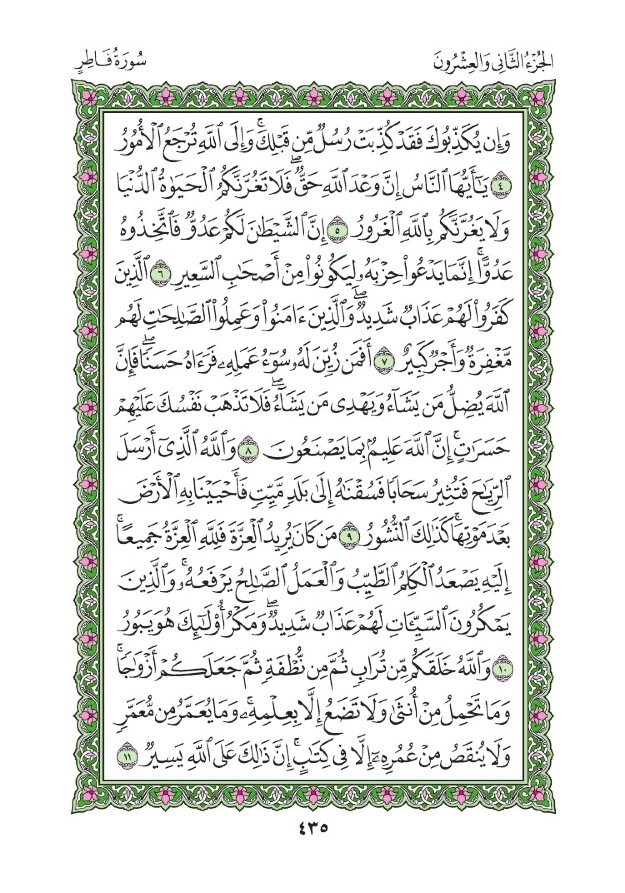 الجُزْءُ الثَّانِي وَالعِشْرُونَ
سُورَةُ فَاطِرٍ
وَإِن يُكَذِّبُوكَ فَقَدْ كُذِّبَتْ رُسُلٌ مِّن قَبْلِكَۚ وَإِلَى ٱللَّهِ تُرْجَعُ ٱلْأُمُورُ
٤ يَٰٓأَيُّهَا ٱلنَّاسُ إِنَّ وَعْدَ ٱللَّهِ حَقٌّۖ فَلَا تَغُرَّنَّكُمُ ٱلْحَيَوٰةُ ٱلدُّنْيَا
وَلَا يَغُرَّنَّكُم بِٱللَّهِ ٱلْغَرُورُ ٥ إِنَّ ٱلشَّيْطَٰنَ لَكُمْ عَدُوٌّ فَٱتَّخِذُوهُ
عَدُوًّاۚ إِنَّمَا يَدْعُوا۟ حِزْبَهُۥ لِيَكُونُوا۟ مِنْ أَصْحَٰبِ ٱلسَّعِيرِ ٦ ٱلَّذِينَ
كَفَرُوا۟ لَهُمْ عَذَابٌ شَدِيدٌۖ وَٱلَّذِينَ ءَامَنُوا۟ وَعَمِلُوا۟ ٱلصَّٰلِحَٰتِ لَهُم
مَّغْفِرَةٌ وَأَجْرٌ كَبِيرٌ ٧ أَفَمَن زُيِّنَ لَهُۥ سُوٓءُ عَمَلِهِۦ فَرَءَاهُ حَسَنًاۖ فَإِنَّ
ٱللَّهَ يُضِلُّ مَن يَشَآءُ وَيَهْدِى مَن يَشَآءُۖ فَلَا تَذْهَبْ نَفْسُكَ عَلَيْهِمْ
حَسَرَٰتٍۚ إِنَّ ٱللَّهَ عَلِيمٌۢ بِمَا يَصْنَعُونَ ٨ وَٱللَّهُ ٱلَّذِىٓ أَرْسَلَ
ٱلرِّيَٰحَ فَتُثِيرُ سَحَابًا فَسُقْنَٰهُ إِلَىٰ بَلَدٍ مَّيِّتٍ فَأَحْيَيْنَا بِهِ ٱلْأَرْضَ
بَعْدَ مَوْتِهَاۚ كَذَٰلِكَ ٱلنُّشُورُ ٩ مَن كَانَ يُرِيدُ ٱلْعِزَّةَ فَلِلَّهِ ٱلْعِزَّةُ جَمِيعًاۚ
إِلَيْهِ يَصْعَدُ ٱلْكَلِمُ ٱلطَّيِّبُ وَٱلْعَمَلُ ٱلصَّٰلِحُ يَرْفَعُهُۥۚ وَٱلَّذِينَ
يَمْكُرُونَ ٱلسَّيِّـَٔاتِ لَهُمْ عَذَابٌ شَدِيدٌۖ وَمَكْرُ أُو۟لَٰٓئِكَ هُوَ يَبُورُ
١٠ وَٱللَّهُ خَلَقَكُم مِّن تُرَابٍ ثُمَّ مِن نُّطْفَةٍ ثُمَّ جَعَلَكُمْ أَزْوَٰجًاۚ
وَمَا تَحْمِلُ مِنْ أُنثَىٰ وَلَا تَضَعُ إِلَّا بِعِلْمِهِۦۚ وَمَا يُعَمَّرُ مِن مُّعَمَّرٍ
وَلَا يُنقَصُ مِنْ عُمُرِهِۦٓ إِلَّا فِى كِتَٰبٍۚ إِنَّ ذَٰلِكَ عَلَى ٱللَّهِ يَسِيرٌ ١١
٤٣٥